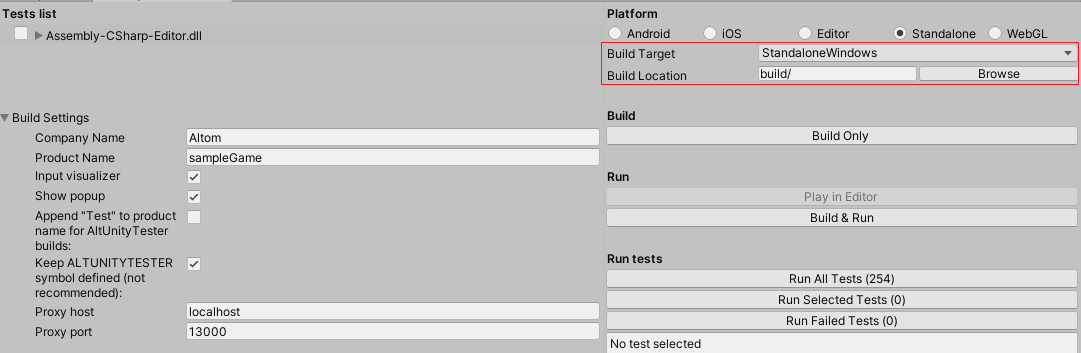 Tests list
Assembly-CSharp-Editor.dll
Build Settings
Company Name
Altom
Product Name
sampleGame
Input visualizer
Show popup
Append "Test" to product
name for AltUnityTester
builds:
Keep ALTUNITYTESTER
symbol defined (not
recommended):
Proxy host
localhost
Proxy port
13000
Platform
Android
iOS
Editor
Standalone
WebGL
Build Target
StandaloneWindows
Build Location
build/
Browse
Build
Build Only
Run
Play in Editor
Build & Run
Run tests
Run All Tests (254)
Run Selected Tests (0)
Run Failed Tests (0)
No test selected